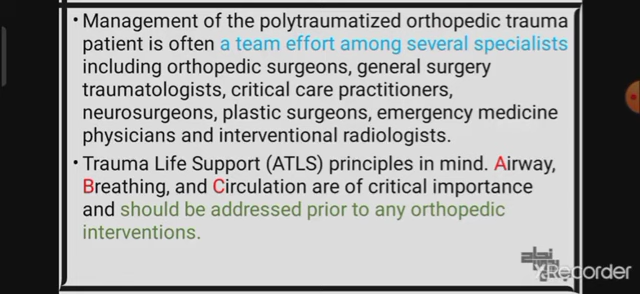 • Management of the polytraumatized orthopedic trauma
patient is often a team effort among several specialists
including orthopedic surgeons, general surgery
traumatologists, critical care practitioners,
neurosurgeons, plastic surgeons, emergency medicine
physicians and interventional radiologists.
• Trauma Life Support (ATLS) principles in mind. Airway,
Breathing, and Circulation are of critical importance
and should be addressed prior to any orthopedic
interventions.
XRecorder